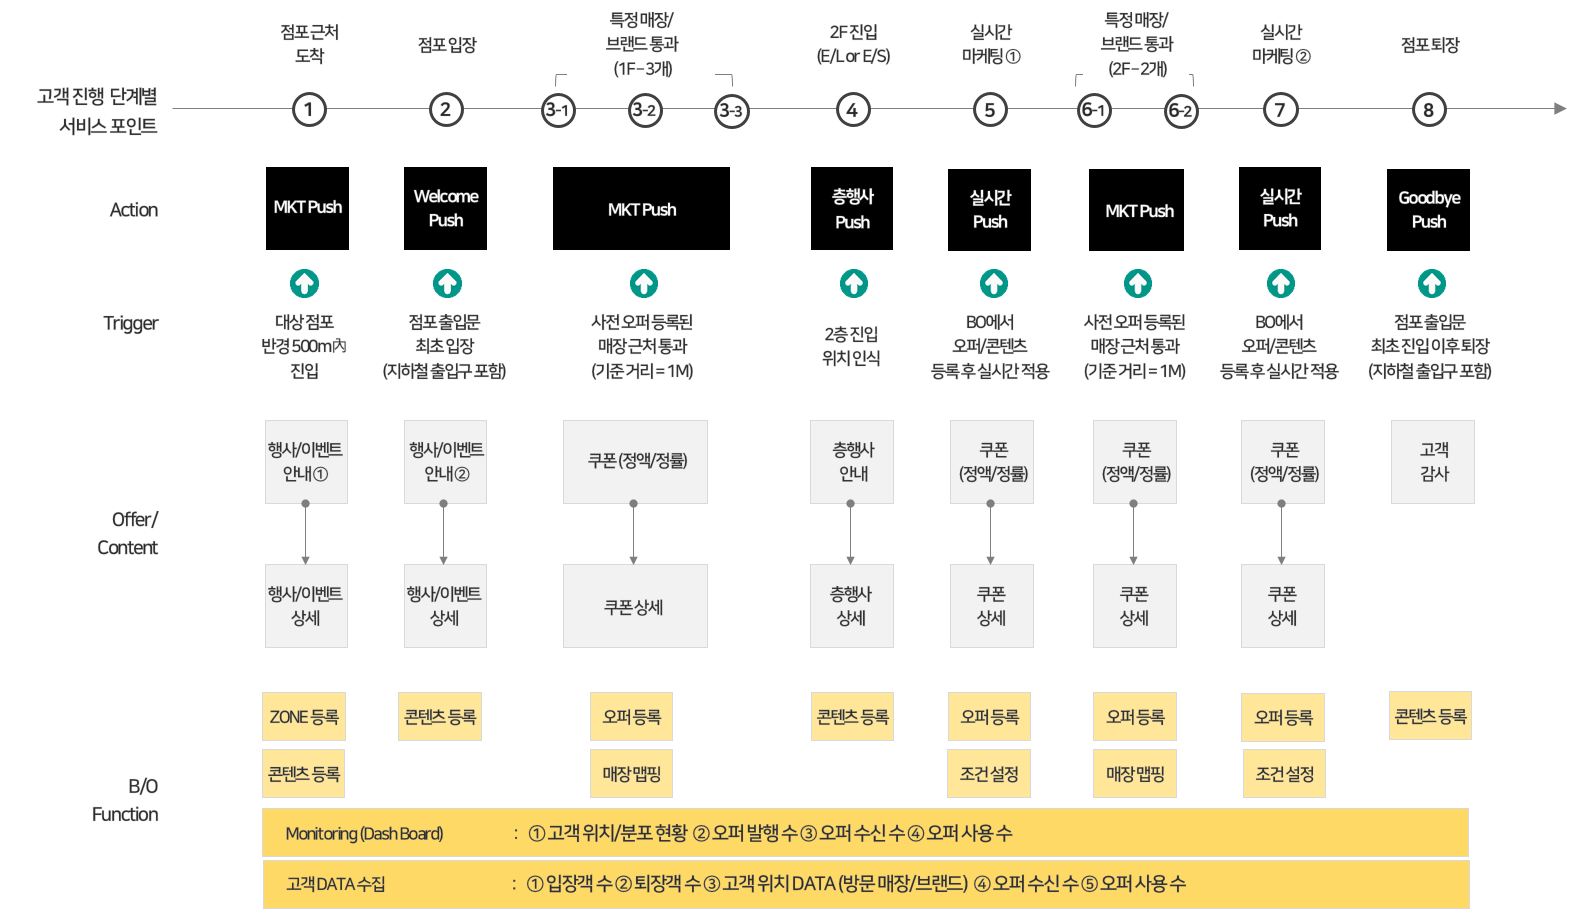 점포 근처
도착
점포 입장
특정 매장/
브랜드 통과
(1F – 3개)
2F 진입
(E/L or E/S)
실시간
마케팅 ①
특정 매장/
브랜드 통과
(2F – 2개)
실시간
마케팅 ②
점포 퇴장
고객 진행 단계별
서비스 포인트
1
2
3-1
3-2
3-3
4
5
6-1
6-2
7
8
Action
MKT Push
Welcome
Push
MKT Push
층행사
Push
실시간
Push
MKT Push
실시간
Push
Goodbye
Push
Trigger
대상 점포
반경 500m 內
진입
점포 출입문
최초 입장
(지하철 출입구 포함)
사전 오퍼 등록된
매장 근처 통과
(기준 거리 = 1M)
2층 진입
위치 인식
BO에서
오퍼/콘텐츠
등록 후 실시간 적용
사전 오퍼 등록된
매장 근처 통과
(기준 거리 = 1M)
BO에서
오퍼/콘텐츠
등록 후 실시간 적용
점포 출입문
최초 진입 이후 퇴장
(지하철 출입구 포함)
Offer/
Content
행사/이벤트
안내 ①
행사/이벤트
안내 ②
쿠폰 (정액/정률)
층행사
안내
쿠폰
(정액/정률)
쿠폰
(정액/정률)
쿠폰
(정액/정률)
고객
감사
행사/이벤트
상세
행사/이벤트
상세
쿠폰 상세
층행사
상세
쿠폰
상세
쿠폰
상세
쿠폰
상세
B/O
Function
ZONE 등록
콘텐츠 등록
오퍼 등록
콘텐츠 등록
오퍼 등록
오퍼 등록
오퍼 등록
콘텐츠 등록
콘텐츠 등록
매장 맵핑
조건 설정
매장 맵핑
조건 설정
Monitoring (Dash Board) : ① 고객 위치/분포 현황 ② 오퍼 발행 수 ③ 오퍼 수신 수 ④ 오퍼 사용 수
고객 DATA 수집 : ① 입장객 수 ② 퇴장객 수 ③ 고객 위치 DATA (방문 매장/브랜드) ④ 오퍼 수신 수 ⑤ 오퍼 사용 수